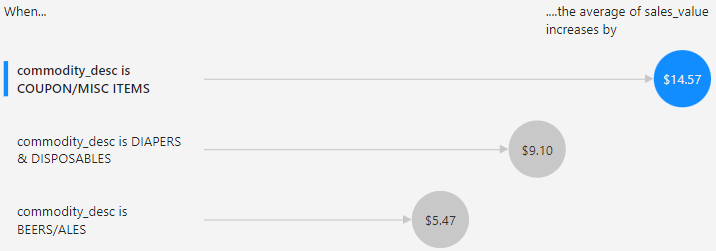 When...
....the average of sales_value
increases by
commodity_desc is
COUPON/MISC ITEMS
$14.57
commodity_desc is DIAPERS
& DISPOSABLES
$9.10
commodity_desc is
BEERS/ALES
$5.47